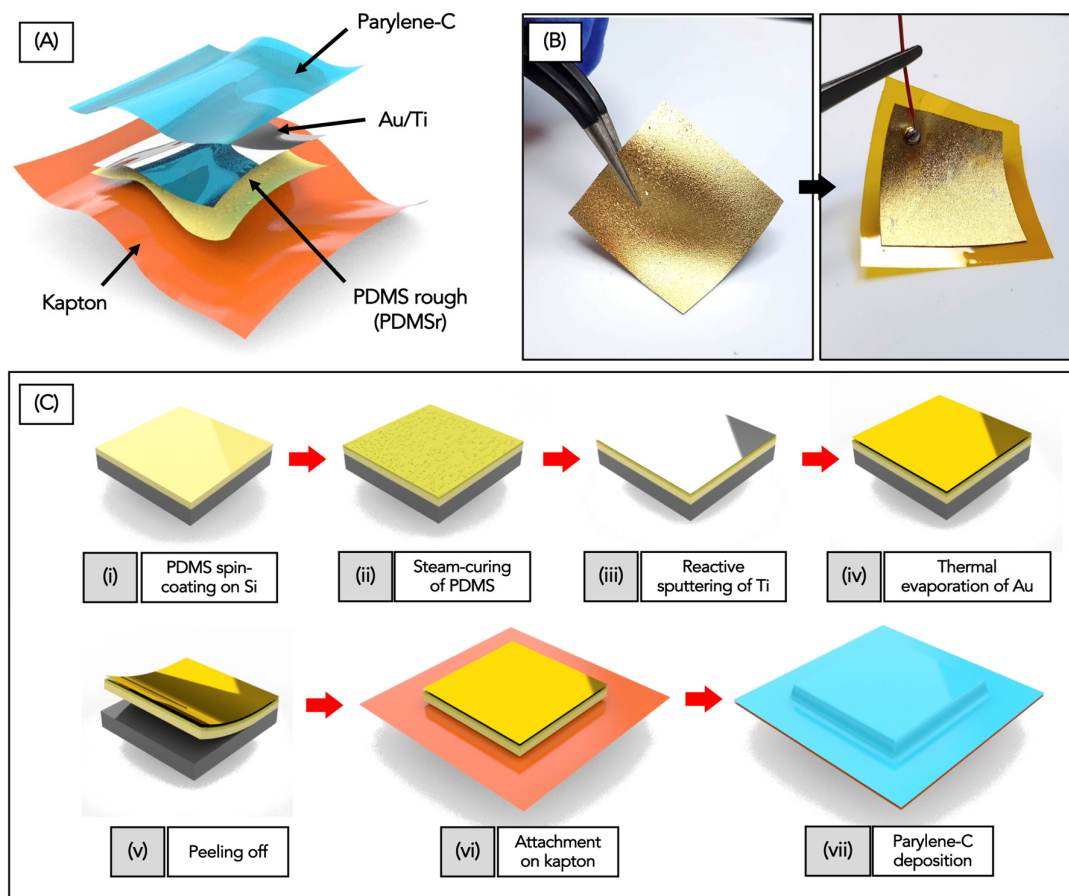 (A)
Parylene-C
Au/Ti
Kapton
PDMS rough
(PDMSr)
(B)
(C)
(i)
PDMS spin-
coating on Si
(ii)
Steam-curing
of PDMS
(iii)
Reactive
sputtering of Ti
(iv)
Thermal
evaporation of Au
(v)
Peeling off
(vi)
Attachment
on kapton
(vii)
Parylene-C
deposition